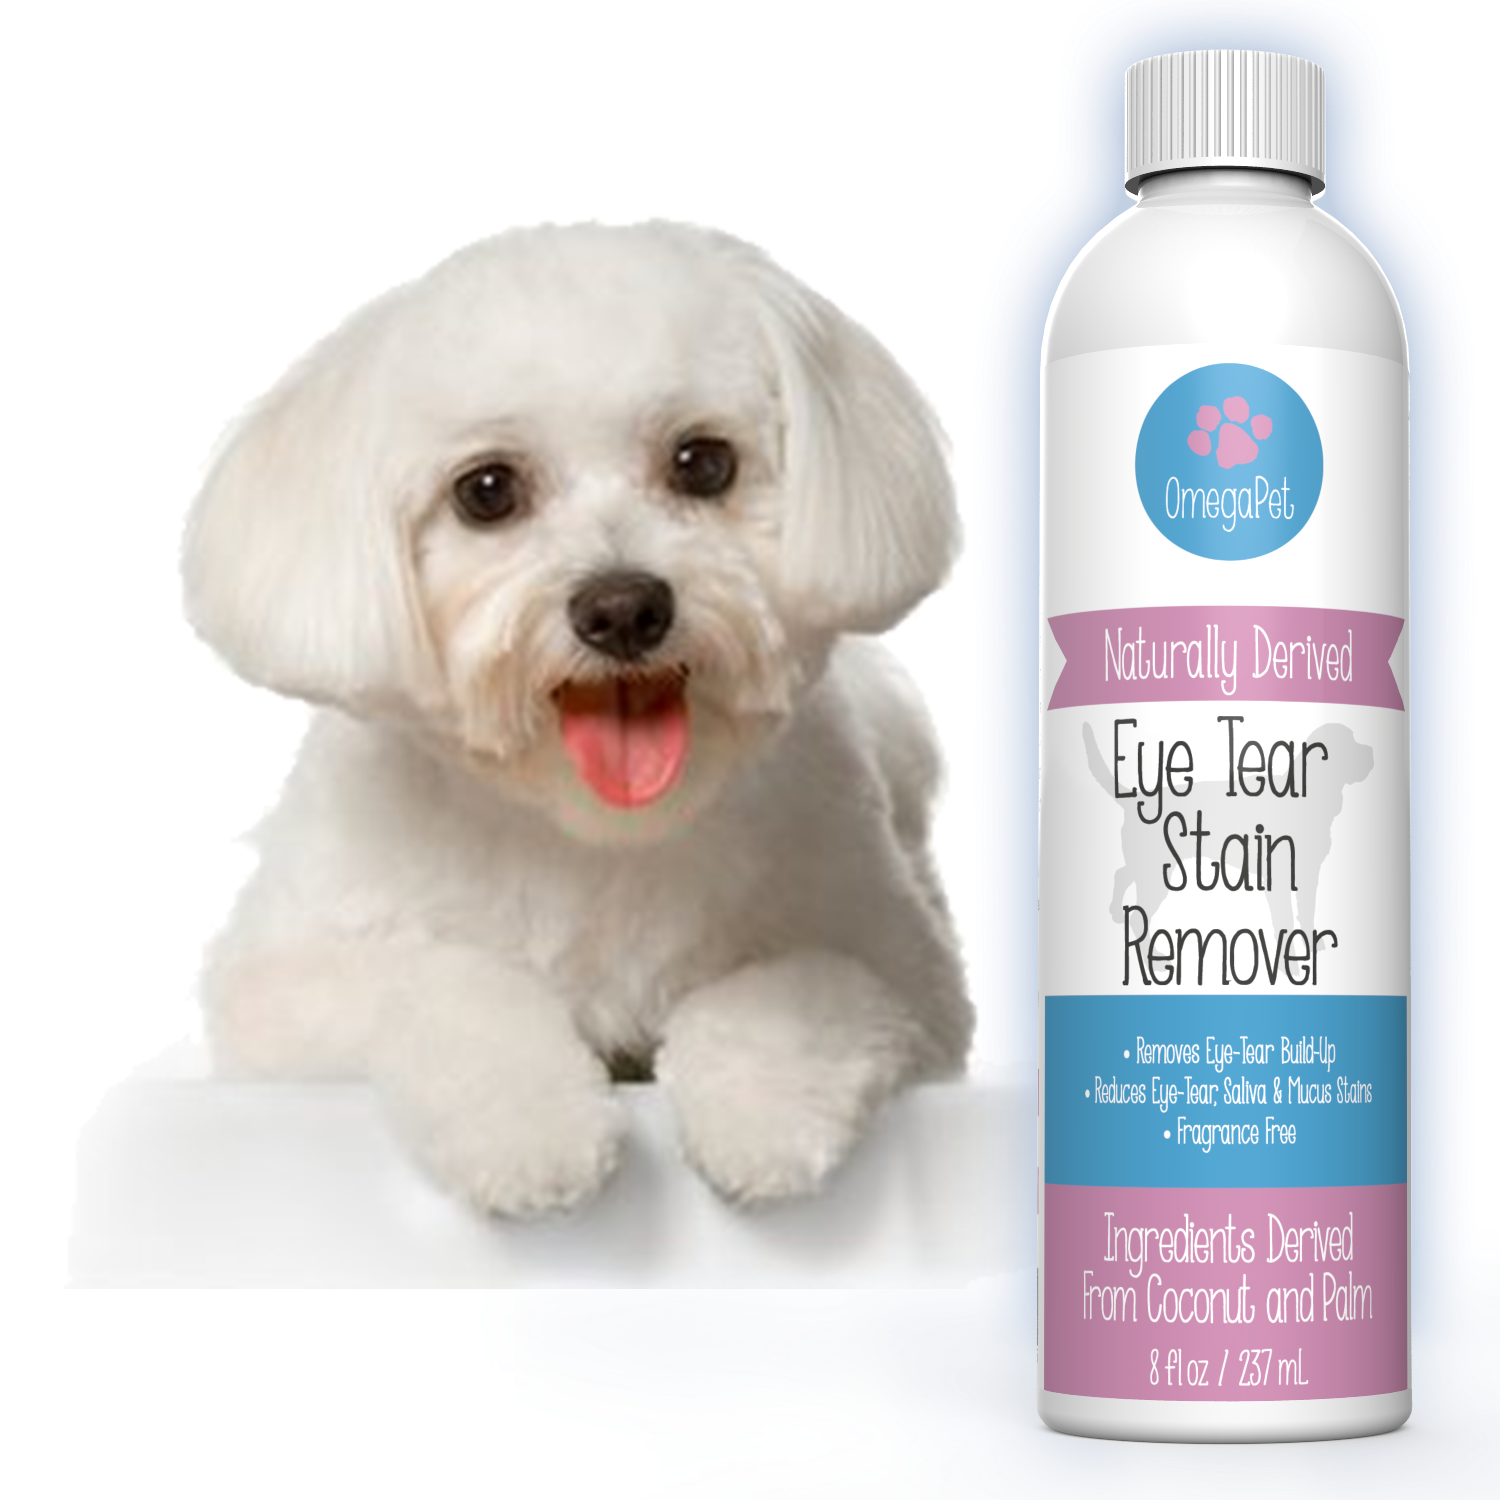 OmegaPet
Naturally Derived
Eye Tear
Stain
Remover
• Removes Eye-Tear Build-Up
• Reduces Eye-Tear, Saliva & Mucus Stains
• Fragrance Free
Ingredients Derived
From Coconut and Palm
8 fl oz / 237 mL